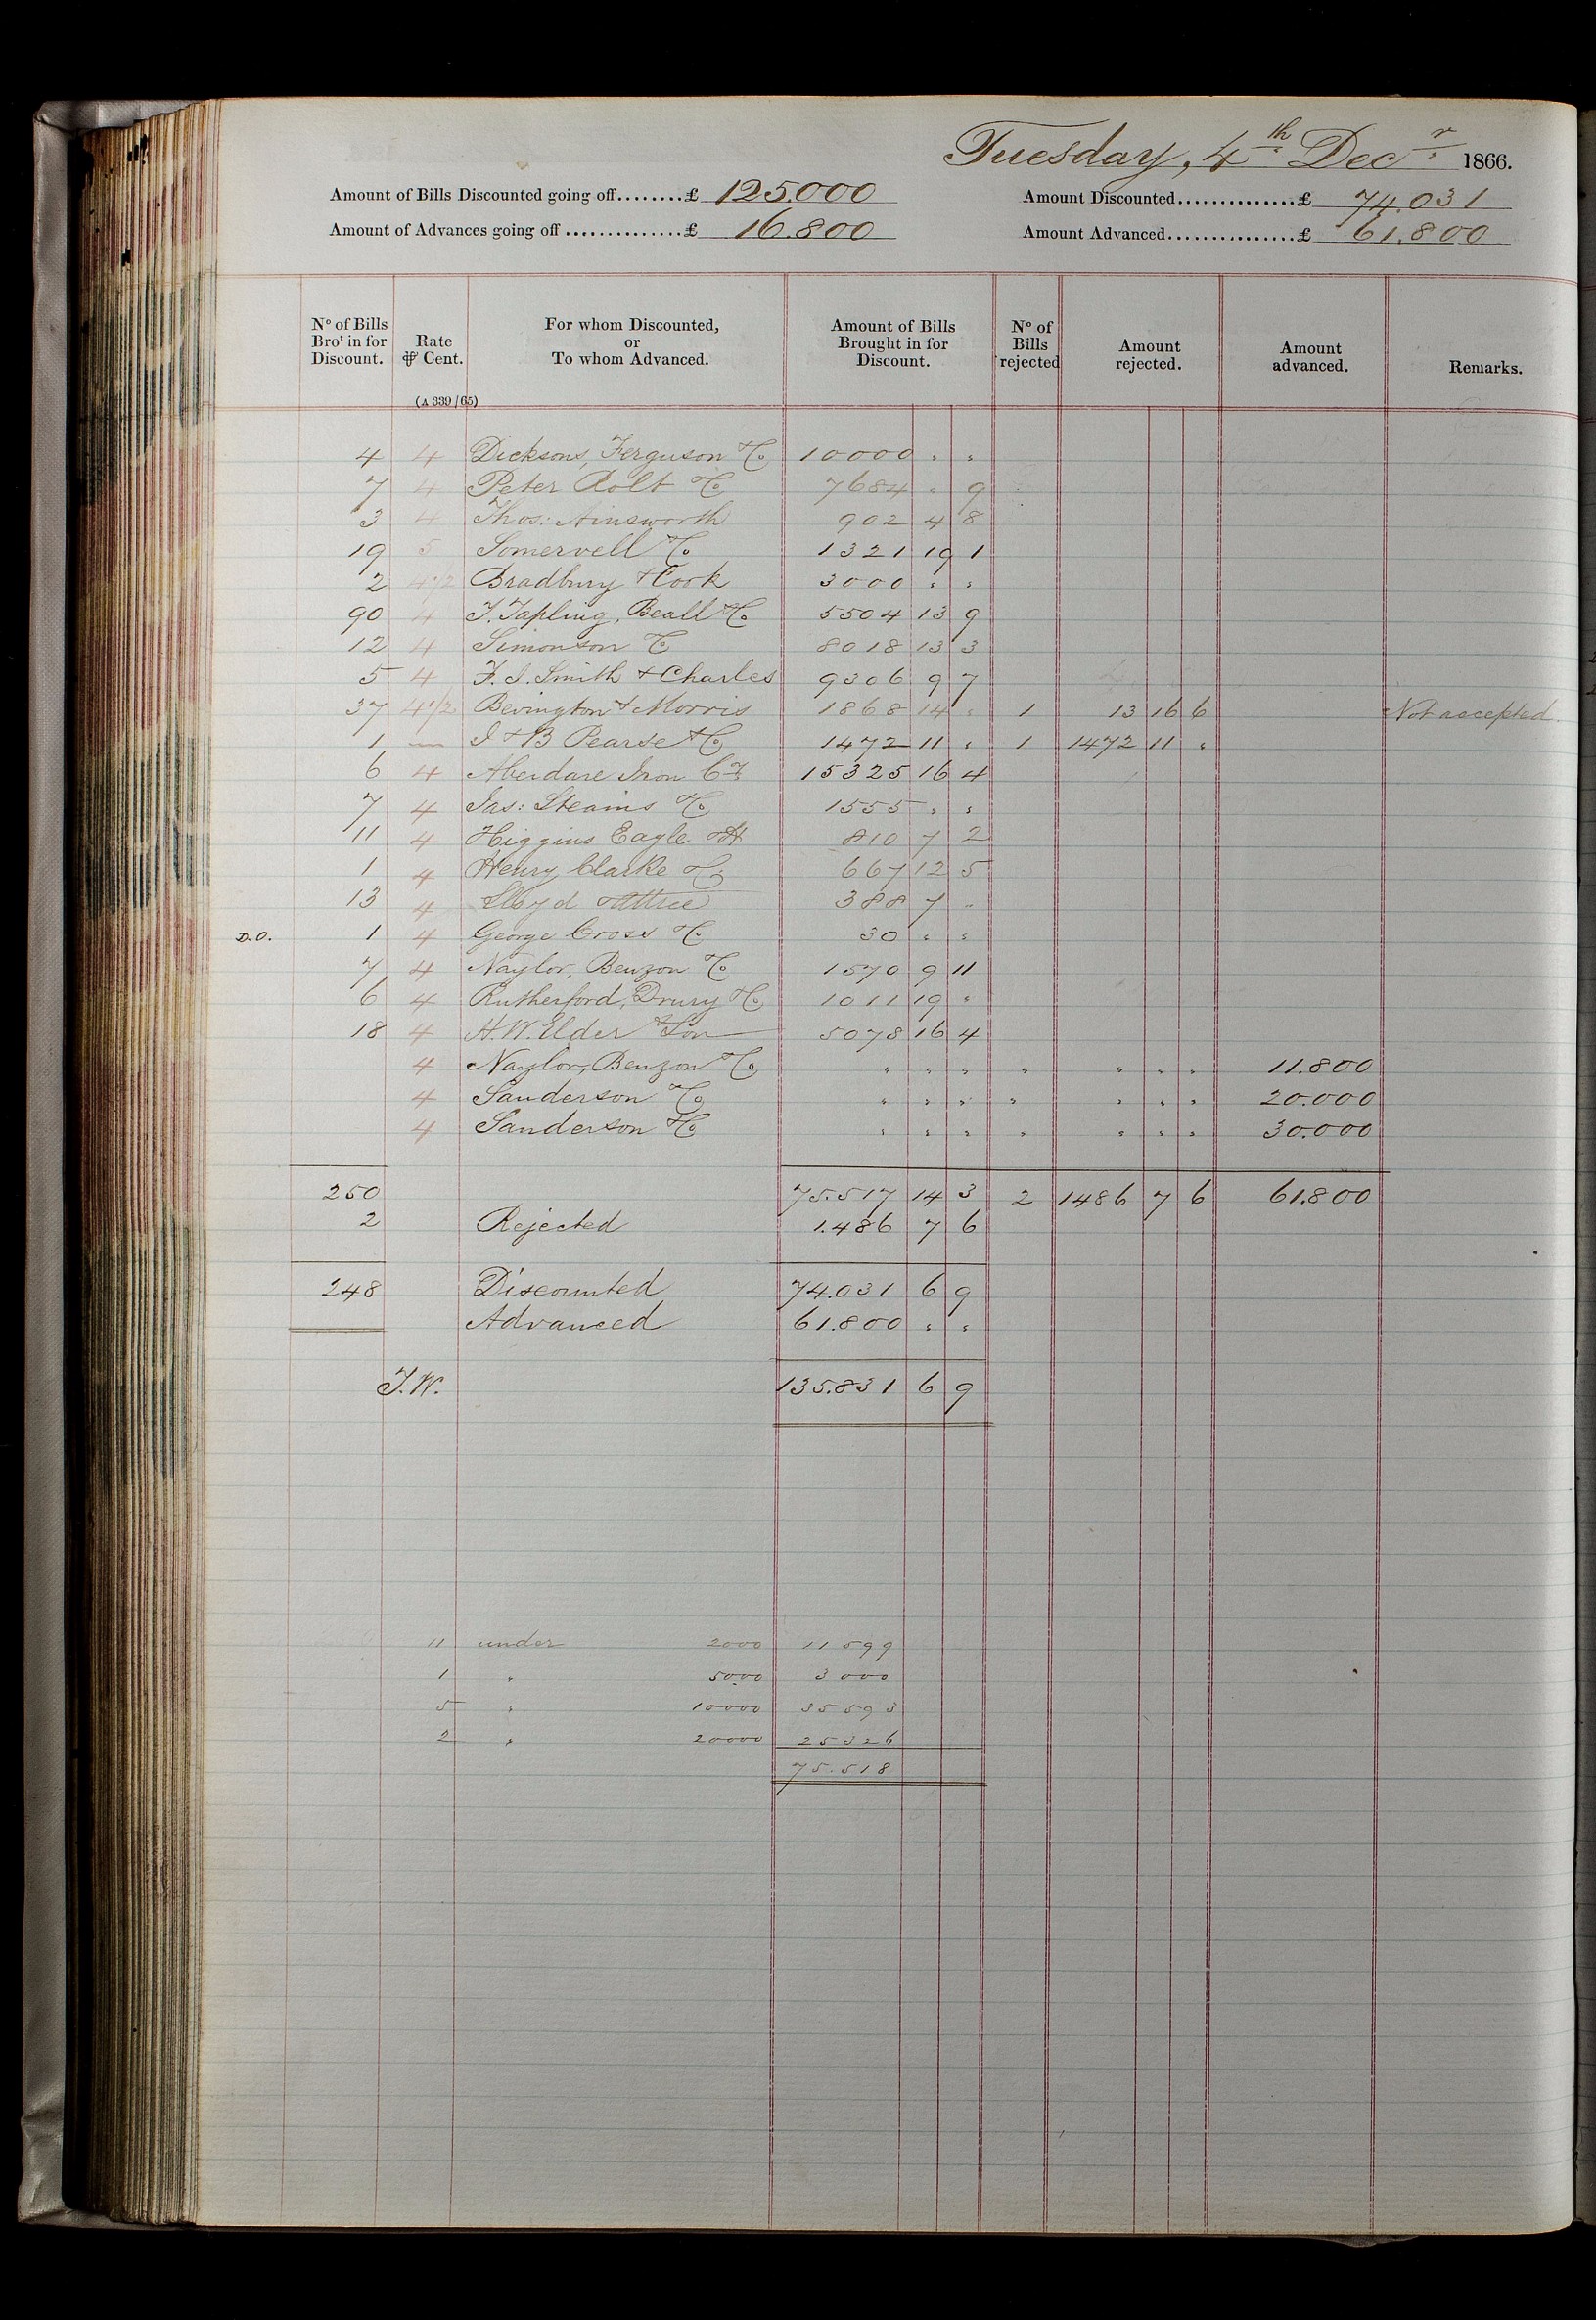 Tuesday, 4th Decr 1866.
Amount of Bills Discounted going off........£ 125.000 Amount Discounted..............£ 74.031
Amount of Advances going off..............£ 16.800 Amount Advanced...............£ 61.800
No of Bills Brot in for Discount. Rate ⅌ Cent. For whom Discounted, or To whom Advanced. Amount of Bills Brought in for Discount. No of Bills rejected Amount rejected. Amount advanced. Remarks.
(A 339/65)
4 4 Dicksons, Ferguson & Co 10000 " "
7 4 Peter Rolt & Co 7684 " 9
3 4 Thos: Ainsworth 902 4 8
19 5 Somervell & Co 1321 19 1
2 4 1/2 Bradbury & Cook 3000 " "
90 4 T. Tapling, Beall & Co 5504 13 9
12 4 Simonson & Co 8018 13 3
5 4 F. J. Smith & Charles 9306 9 7
37 4 1/2 Bevington & Morris 1868 14 " 1 13 16 6 Not accepted
1 — J & B Pearse & Co 1472 11 " 1 1472 11 "
6 4 Aberdare Iron Co 15325 16 4
7 4 Jas: Steains & Co 1555 " "
11 4 Higgins Eagle & Co 810 7 2
1 4 Henry Clarke & Co 667 12 5
13 4 Lloyd & Attree 388 7 "
D.O. 1 4 George Cross & Co 30 " "
7 4 Naylor, Benzon & Co 1570 9 11
6 4 Rutherford, Drury & Co 1011 19 "
18 4 H. W. Elder & Son 5078 16 4
4 Naylor, Benzon & Co " " " " " " " 11.800
4 Sanderson & Co " " " " " " " 20.000
4 Sanderson & Co " " " " " " " 30.000
250 75.517 14 3 2 1486 7 6 61.800
2 Rejected 1.486 7 6
248 Discounted 74.031 6 9
Advanced 61.800 " "
T.W. 135.831 6 9
11 under 2000 11599
1 " 5000 3000
5 " 10000 35593
2 " 20000 25326
75.518